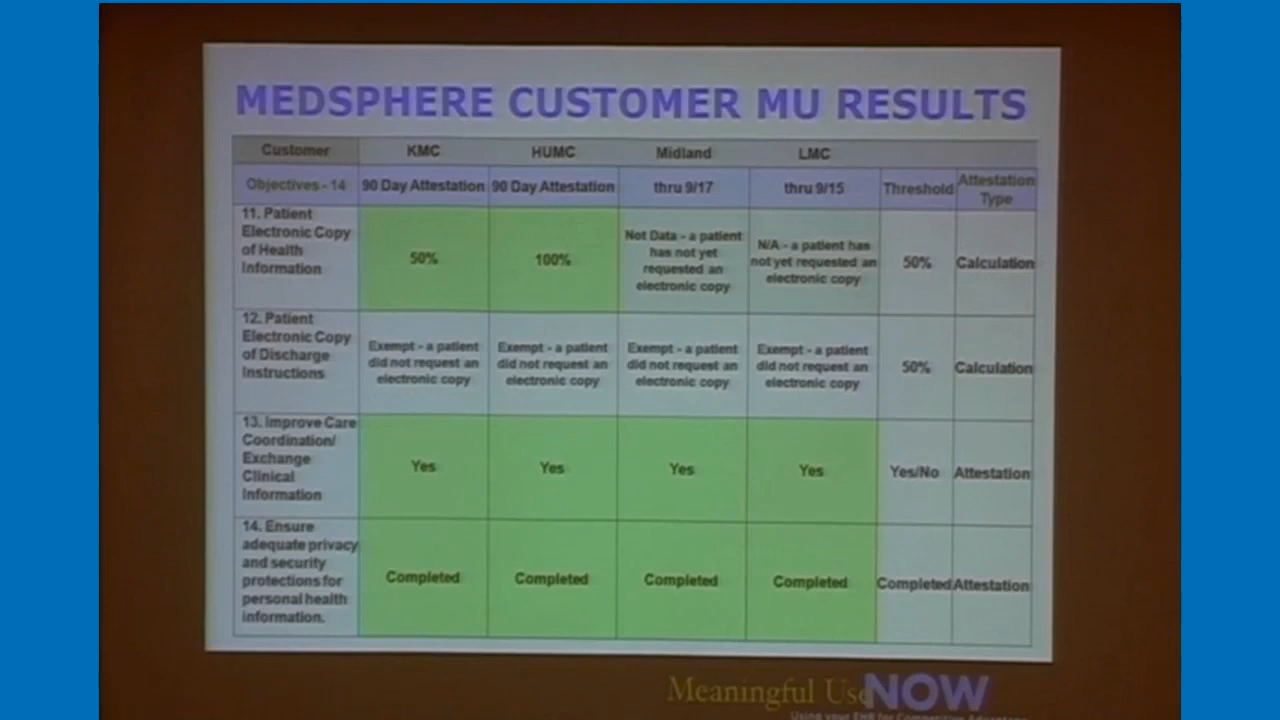 MEDSPHERE CUSTOMER MU RESULTS
Customer KMC HUMC Midland LMC
Objectives - 14 90 Day Attestation 90 Day Attestation thru 9/17 thru 9/15 Threshold Attestation Type
11. Patient
Electronic Copy
of Health
Information
50%
100%
Not Data - a patient
has not yet
requested an
electronic copy
N/A - a patient has
not yet requested an
electronic copy
50%
Calculation
12. Patient
Electronic Copy
of Discharge
Instructions
Exempt - a patient
did not request an
electronic copy
Exempt - a patient
did not request an
electronic copy
Exempt - a patient
did not request an
electronic copy
Exempt - a patient
did not request an
electronic copy
50%
Calculation
13. Improve Care
Coordination/
Exchange
Clinical
Information
Yes
Yes
Yes
Yes
Yes/No
Attestation
14. Ensure
adequate privacy
and security
protections for
personal health
information.
Completed
Completed
Completed
Completed
Completed
Attestation
Meaningful Use NOW
Using your EHR for Competitive